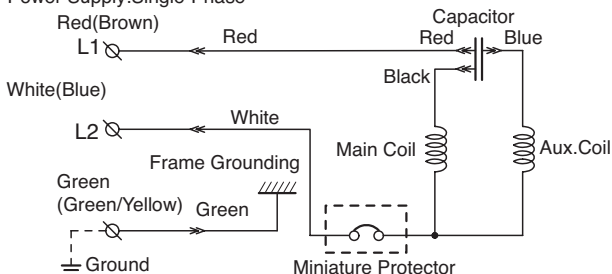 Power Supply:Single Phase
Red(Brown)
Capacitor
L1
Red
Red
Blue
Black
White(Blue)
L2
White
Main Coil
Aux.Coil
Frame Grounding
Green
(Green/Yellow)
Green
Ground
Miniature Protector